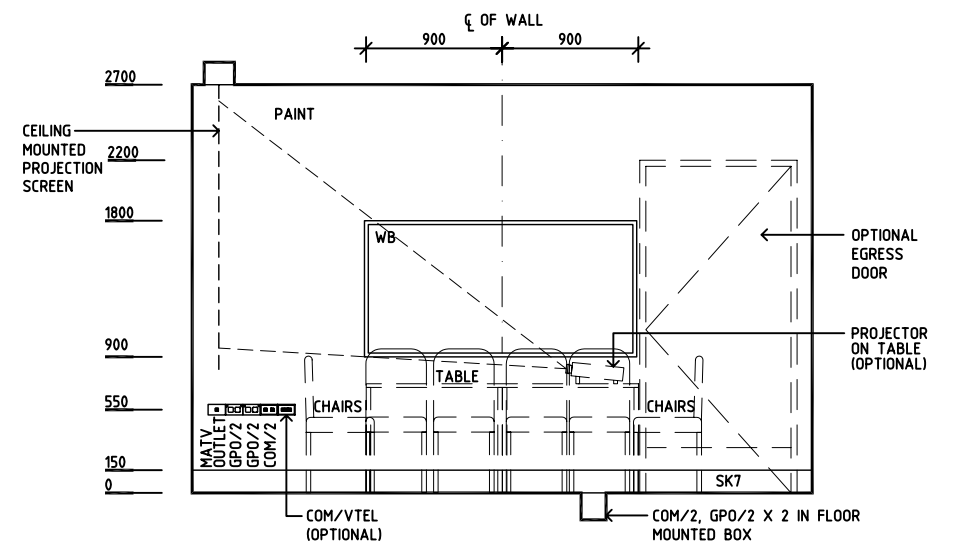 ℄ OF WALL
900 900
2700
PAINT
CEILING
MOUNTED
PROJECTION
SCREEN
2200
1800
WB
OPTIONAL
EGRESS
DOOR
PROJECTOR
ON TABLE
(OPTIONAL)
900
TABLE
550
CHAIRS CHAIRS
MATV
OUTLET
GPO/2
GPO/2
COM/2
150
SK7
0
COM/VTEL
(OPTIONAL)
COM/2, GPO/2 X 2 IN FLOOR
MOUNTED BOX